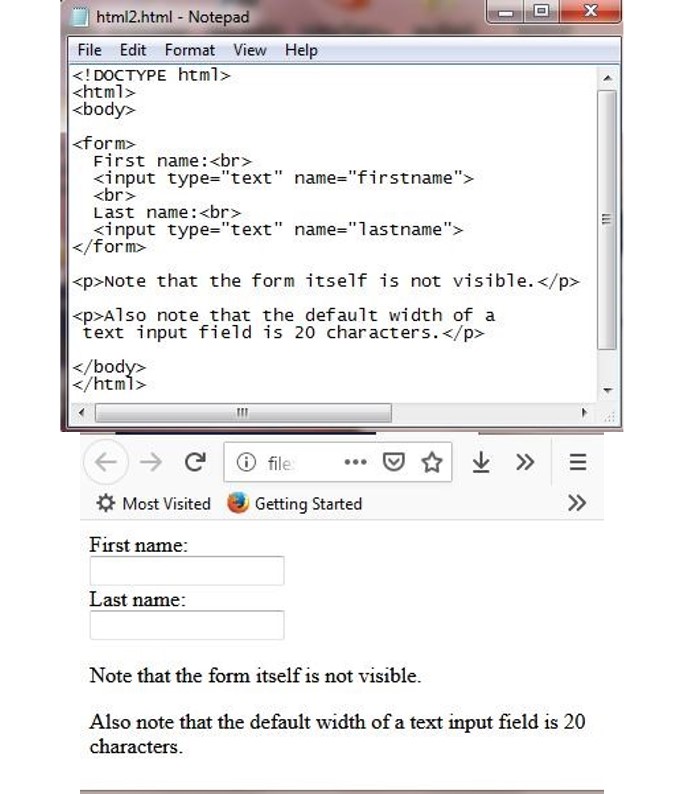 html2.html - Notepad
File Edit Format View Help
<!DOCTYPE html>
<html>
<body>
<form>
First name:<br>
<input type="text" name="firstname">
<br>
Last name:<br>
<input type="text" name="lastname">
</form>
<p>Note that the form itself is not visible.</p>
<p>Also note that the default width of a
text input field is 20 characters.</p>
</body>
</html>
file:
Most Visited Getting Started
First name:
Last name:
Note that the form itself is not visible.
Also note that the default width of a text input field is 20
characters.